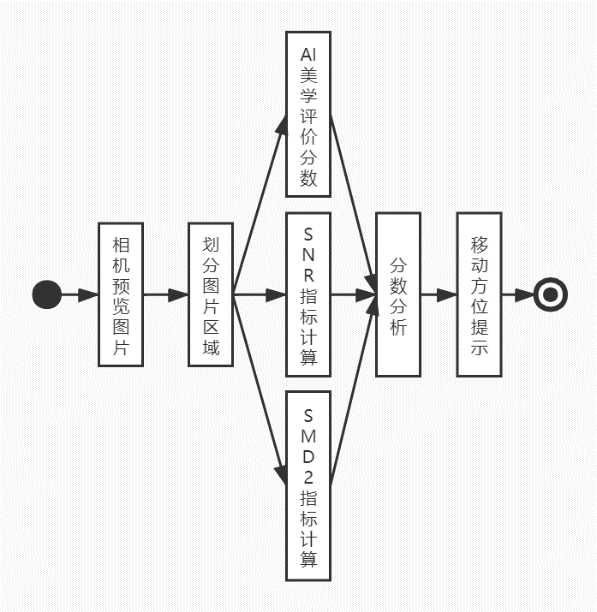 相机预览图片
划分图片区域
AI美学评价分数
SNR指标计算
SMD2指标计算
分数分析
移动方位提示